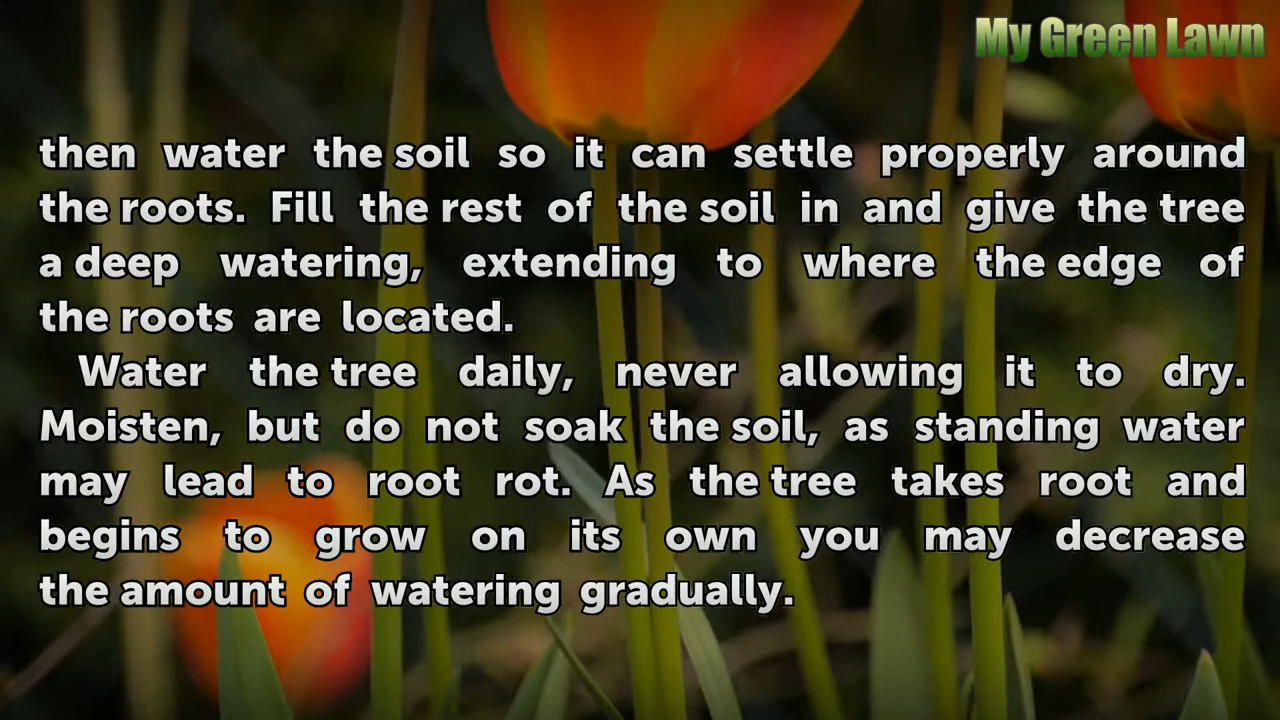 My Green Lawn
then water the soil so it can settle properly around
the roots. Fill the rest of the soil in and give the tree
a deep watering, extending to where the edge of
the roots are located.
Water the tree daily, never allowing it to dry.
Moisten, but do not soak the soil, as standing water
may lead to root rot. As the tree takes root and
begins to grow on its own you may decrease
the amount of watering gradually.